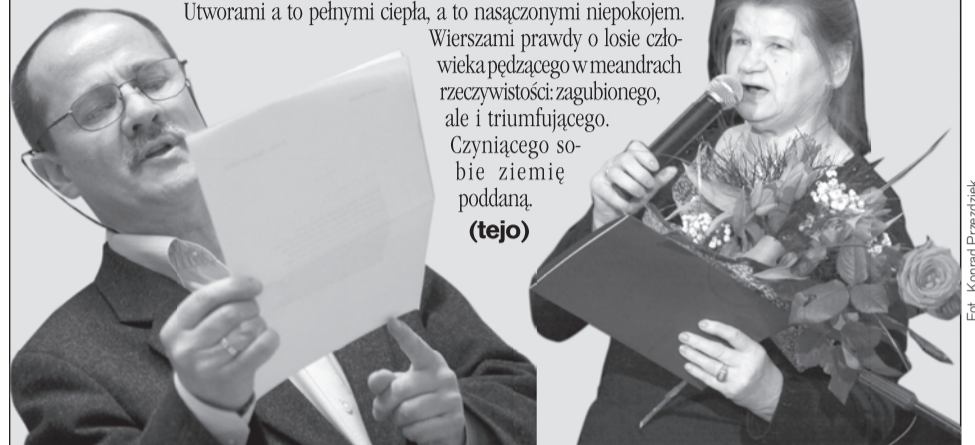 Utworami a to pełnymi ciepła, a to nasączonymi niepokojem.
Wierszami prawdy o losie czło-
wieka pędzącego w meandrach
rzeczywistości: zagubionego,
ale i triumfującego.
Czyniącego so-
bie ziemię
poddaną.
(tejo)
Fot. Konrad Przeździek